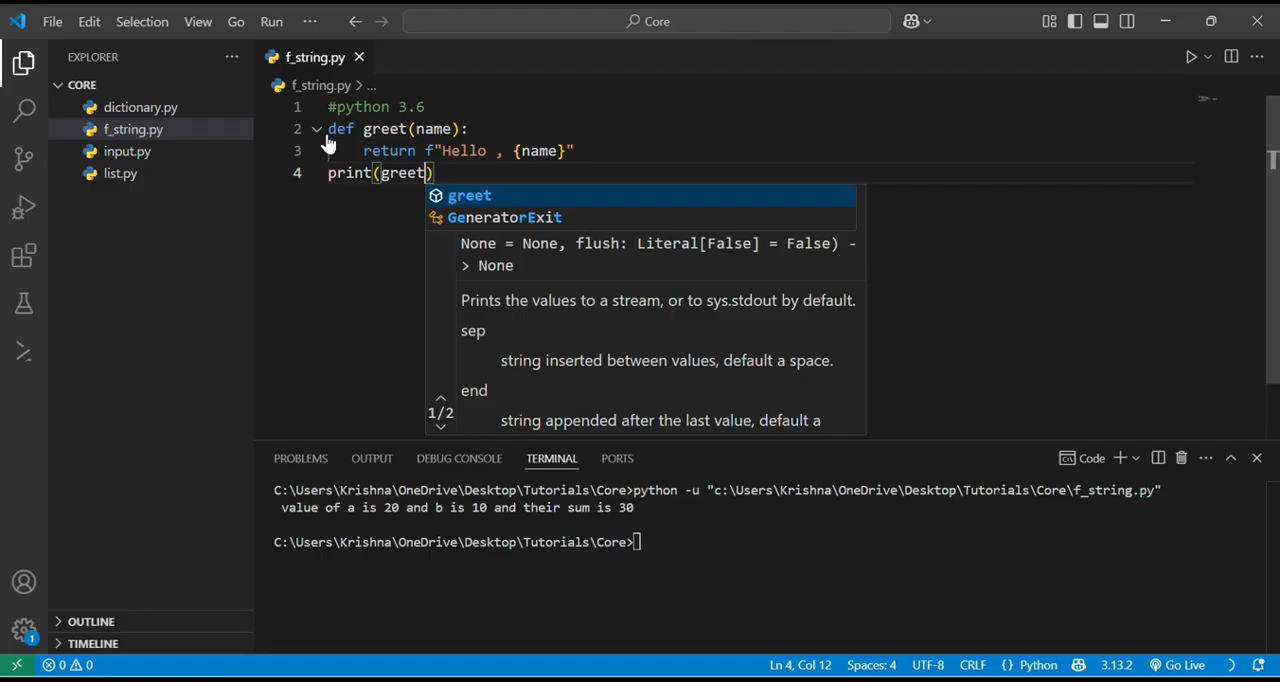 File Edit Selection View Go Run ··· Core
EXPLORER ···
CORE
dictionary.py
f_string.py
input.py
list.py
OUTLINE
TIMELINE
1
f_string.py
f_string.py > ...
1 #python 3.6
2 def greet(name):
3 return f"Hello , {name}"
4 print(greet)
greet
GeneratorExit
None = None, flush: Literal[False] = False) -
> None
Prints the values to a stream, or to sys.stdout by default.
sep
string inserted between values, default a space.
end
1/2
string appended after the last value, default a
PROBLEMS OUTPUT DEBUG CONSOLE TERMINAL PORTS Code
C:\Users\Krishna\OneDrive\Desktop\Tutorials\Core>python -u "c:\Users\Krishna\OneDrive\Desktop\Tutorials\Core\f_string.py"
value of a is 20 and b is 10 and their sum is 30
C:\Users\Krishna\OneDrive\Desktop\Tutorials\Core>
0 0 Ln 4, Col 12 Spaces: 4 UTF-8 CRLF {} Python 3.13.2 Go Live